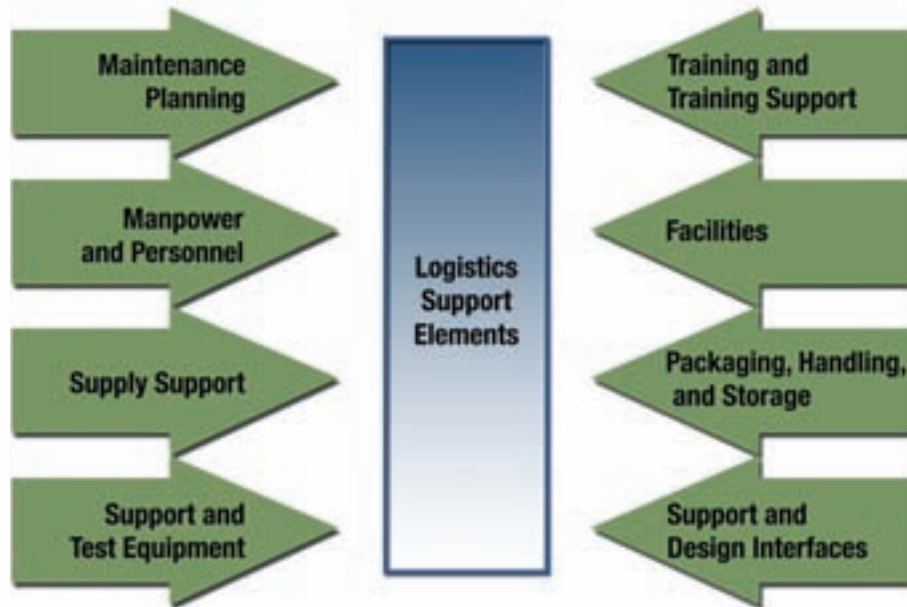 Maintenance
Planning
Manpower
and Personnel
Supply Support
Support and
Test Equipment
Logistics
Support
Elements
Training and
Training Support
Facilities
Packaging, Handling,
and Storage
Support and
Design Interfaces